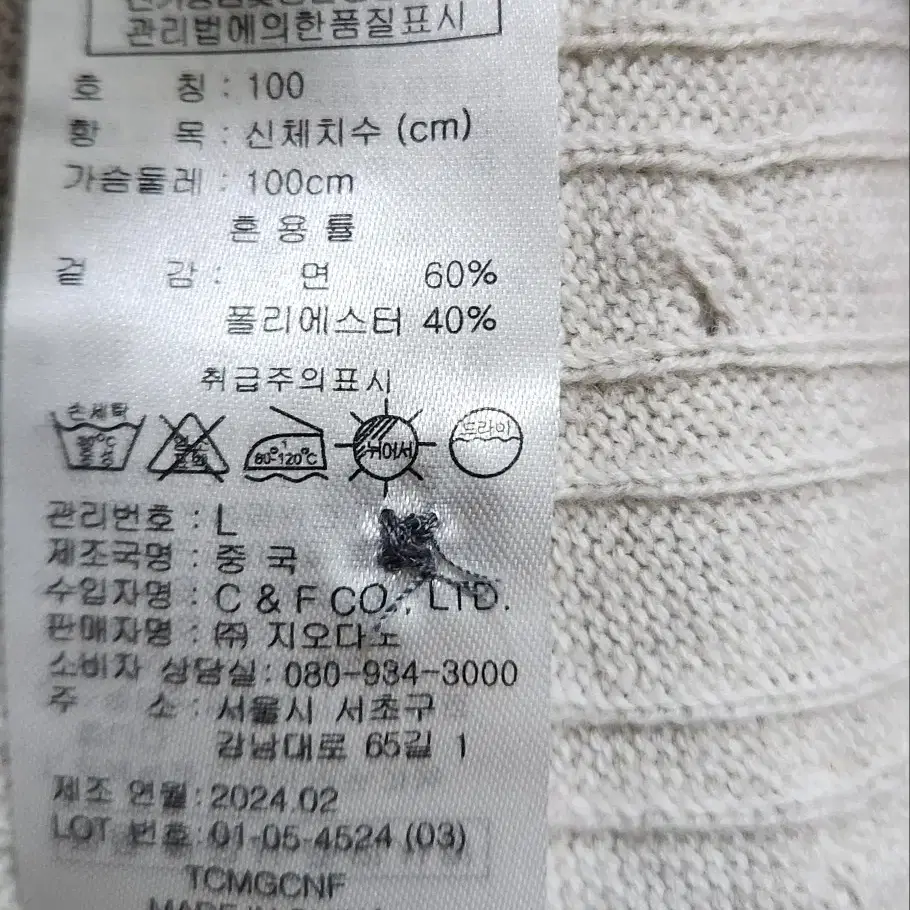 관리법에의한품질표시
호 칭 : 100
항 목 : 신체치수 (cm)
가슴둘레 : 100cm
혼 용 률
겉 감 : 면 60%
폴리에스터 40%
취급주의표시
손세탁 30°C 중성 80~120°C 뉘어서 드라이
관리번호 : L
제조국명 : 중 국
수입자명 : C & F CO., LTD.
판매자명 : ㈜ 지오다노
소비자 상담실: 080-934-3000
주 소 : 서울시 서초구
강남대로 65길 1
제조 연월 : 2024.02
LOT 번호 : 01-05-4524 (03)
TCMGCNF